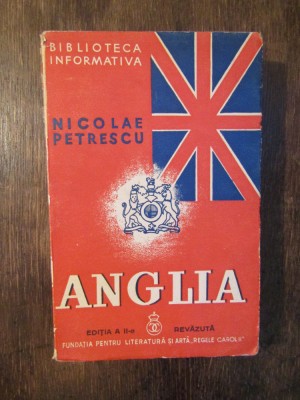 BIBLIOTECA
INFORMATIVA
NICOLAE
PETRESCU
ANGLIA
EDIȚIA A II-a REVĂZUTĂ
FUNDAȚIA PENTRU LITERATURĂ ȘI ARTĂ „REGELE CAROL II"